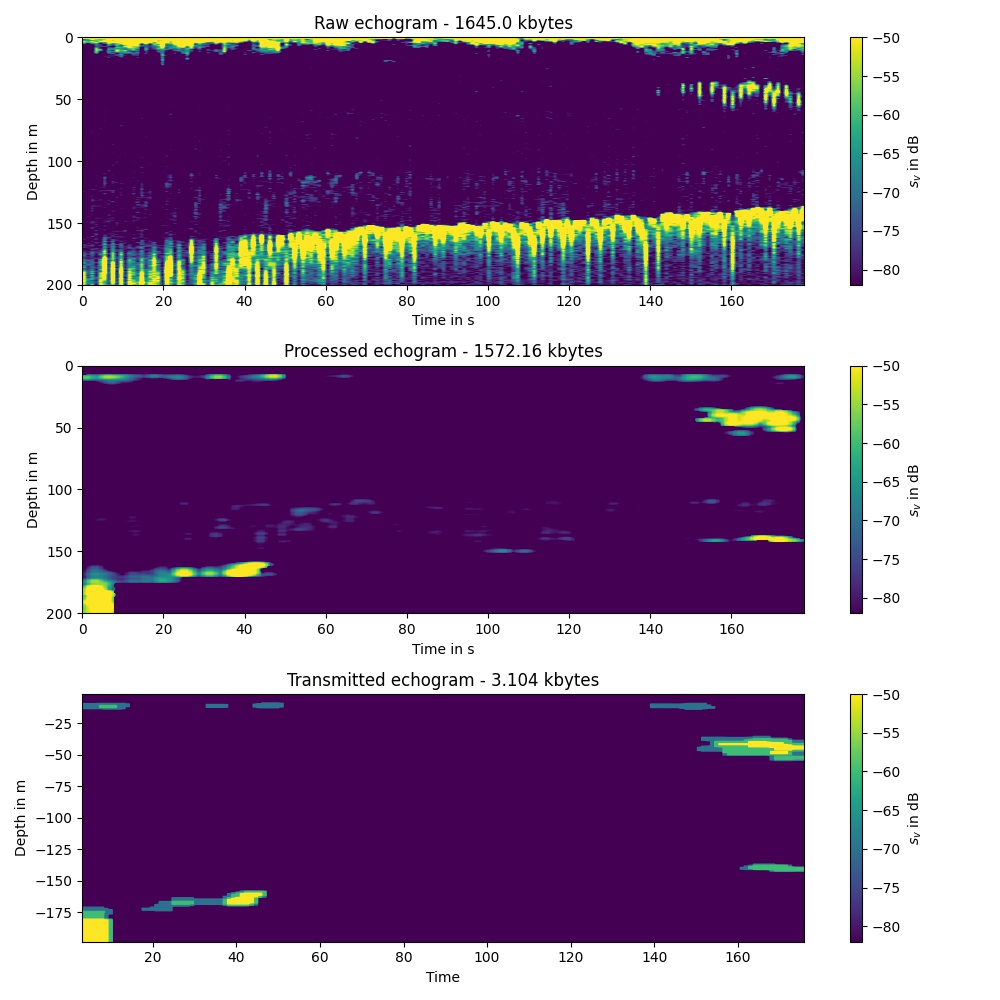 Raw echogram - 1645.0 kbytes
0
50
100
150
200
Depth in m
0 20 40 60 80 100 120 140 160
Time in s
−50
−55
−60
−65
−70
−75
−80
s_v in dB
Processed echogram - 1572.16 kbytes
0
50
100
150
200
Depth in m
0 20 40 60 80 100 120 140 160
Time in s
−50
−55
−60
−65
−70
−75
−80
s_v in dB
Transmitted echogram - 3.104 kbytes
−25
−50
−75
−100
−125
−150
−175
Depth in m
20 40 60 80 100 120 140 160
Time
−50
−55
−60
−65
−70
−75
−80
s_v in dB